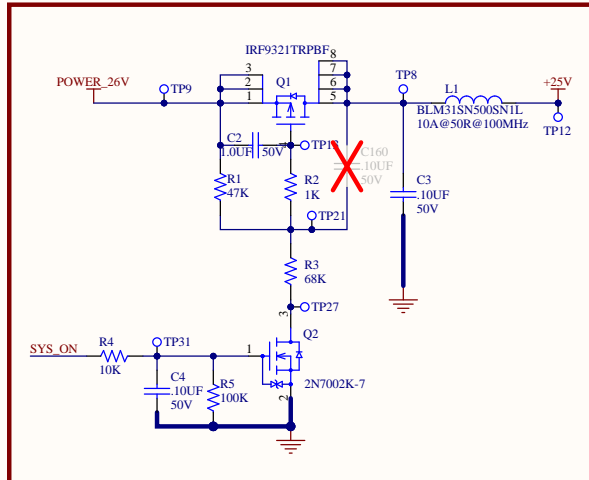 IRF9321TRPBF
8
3
7
POWER_26V
TP9
2
Q1
6
TP8
L1
+25V
1
5
BLM31SN500SN1L
10A@50R@100MHz
TP12
C2
1.0UF
50V
4
C160
.10UF
50V
R1
47K
R2
1K
C3
.10UF
50V
TP21
R3
68K
TP27
3
Q2
SYS_ON
R4
10K
TP31
1
C4
.10UF
50V
R5
100K
2N7002K-7
2